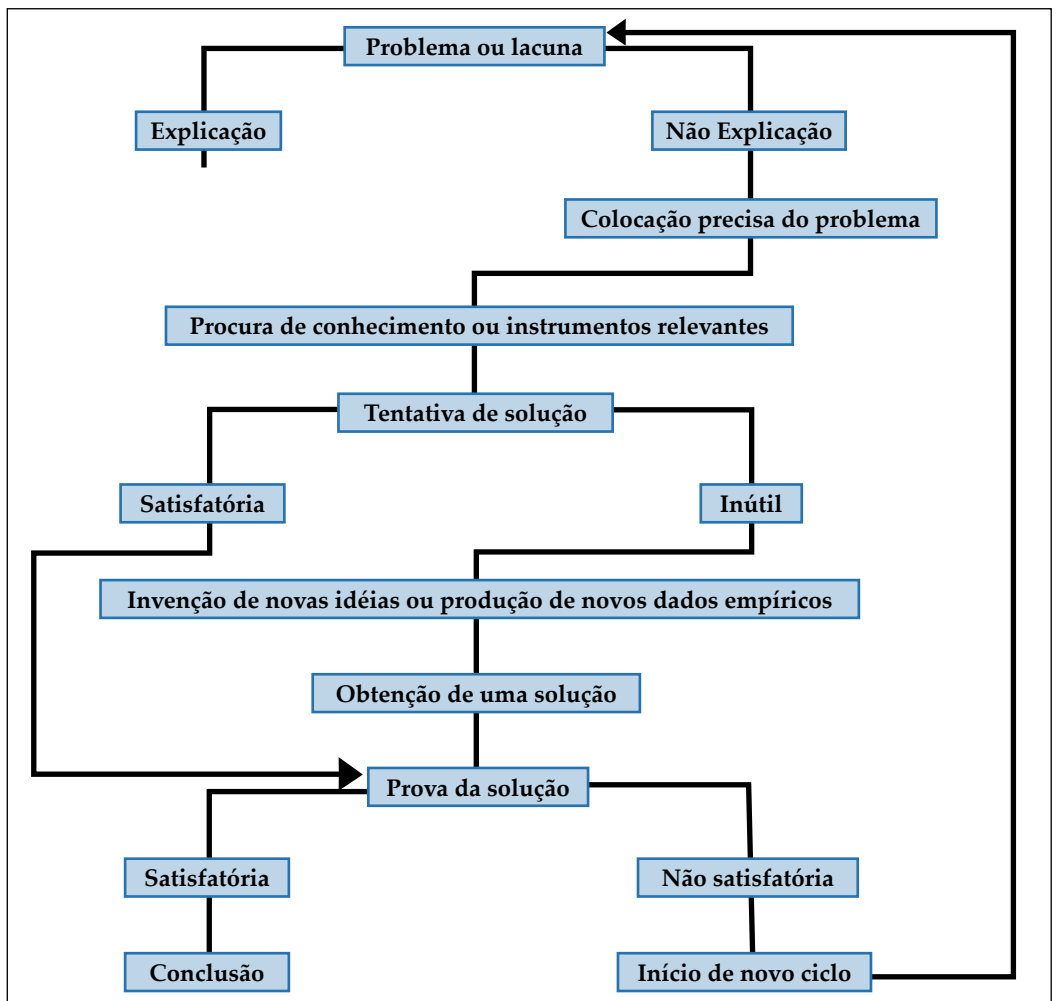 Problema ou lacuna
Explicação
Não Explicação
Colocação precisa do problema
Procura de conhecimento ou instrumentos relevantes
Tentativa de solução
Satisfatória
Inútil
Invenção de novas idéias ou produção de novos dados empíricos
Obtenção de uma solução
Prova da solução
Satisfatória
Não satisfatória
Conclusão
Início de novo ciclo